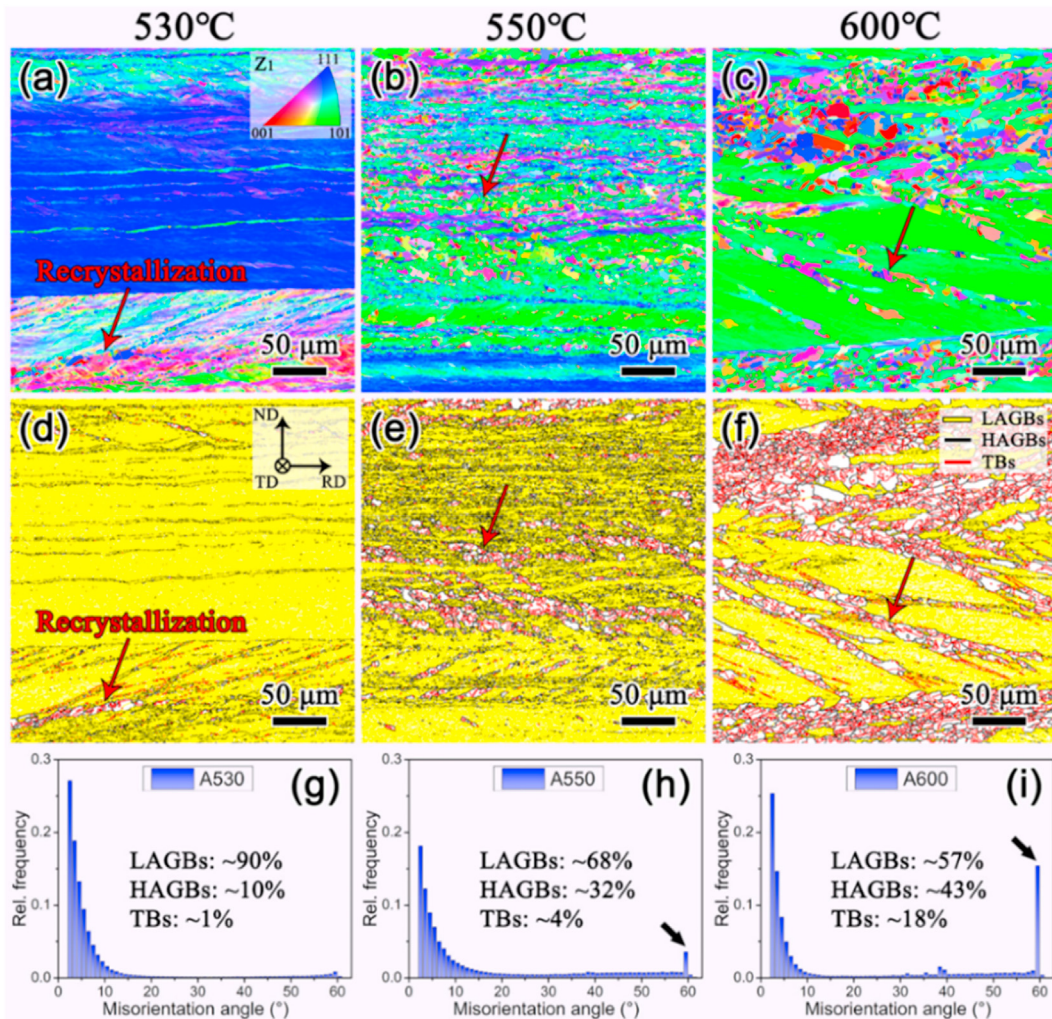 530℃
550℃
600℃
(a)
Z1
111
001
101
Recrystallization
50 μm
(b)
50 μm
(c)
50 μm
(d)
ND
TD
RD
Recrystallization
50 μm
(e)
50 μm
(f)
LAGBs
HAGBs
TBs
50 μm
Rel. frequency
0.3
0.2
0.1
0.0
A530
(g)
LAGBs: ~90%
HAGBs: ~10%
TBs: ~1%
0 10 20 30 40 50 60
Misorientation angle (°)
Rel. frequency
0.3
0.2
0.1
0.0
A550
(h)
LAGBs: ~68%
HAGBs: ~32%
TBs: ~4%
0 10 20 30 40 50 60
Misorientation angle (°)
Rel. frequency
0.3
0.2
0.1
0.0
A600
(i)
LAGBs: ~57%
HAGBs: ~43%
TBs: ~18%
0 10 20 30 40 50 60
Misorientation angle (°)